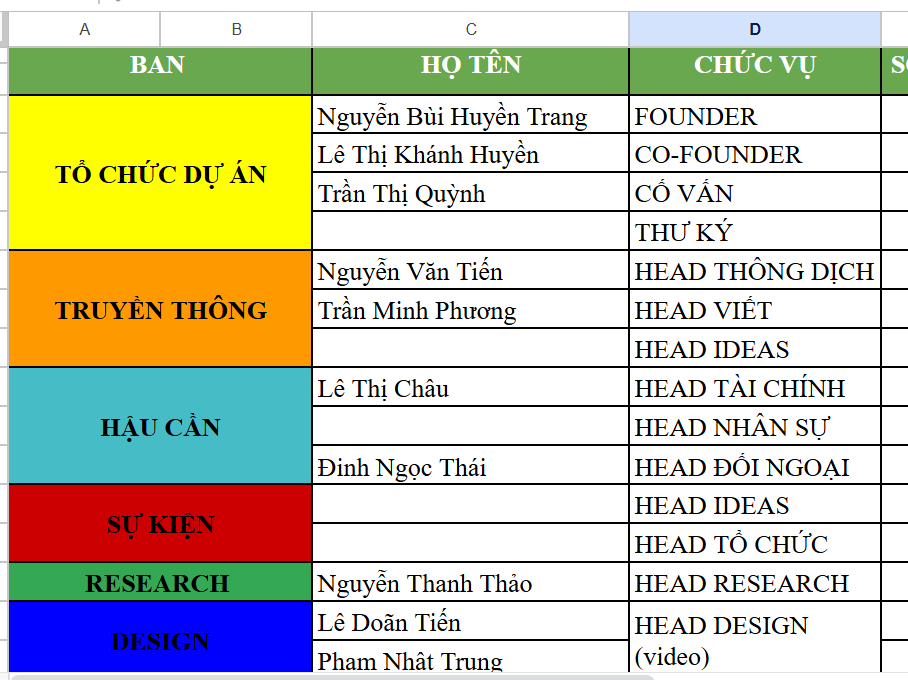 A B C D
BAN HỌ TÊN CHỨC VỤ
TỔ CHỨC DỰ ÁN
Nguyễn Bùi Huyền Trang FOUNDER
Lê Thị Khánh Huyền CO-FOUNDER
Trần Thị Quỳnh CỐ VẤN
THƯ KÝ
TRUYỀN THÔNG
Nguyễn Văn Tiến HEAD THÔNG DỊCH
Trần Minh Phương HEAD VIẾT
HEAD IDEAS
HẬU CẦN
Lê Thị Châu HEAD TÀI CHÍNH
HEAD NHÂN SỰ
Đinh Ngọc Thái HEAD ĐỐI NGOẠI
SỰ KIỆN
HEAD IDEAS
HEAD TỔ CHỨC
RESEARCH Nguyễn Thanh Thảo HEAD RESEARCH
DESIGN
Lê Doãn Tiến HEAD DESIGN
Phạm Nhật Trung (video)